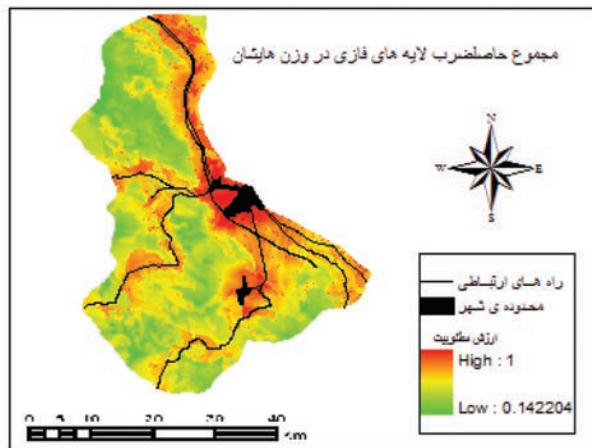 مجموع حاصلضرب لایه های فازی در وزن هایشان
N
W E
S
راه های ارتباطی
محدوده ی شهر
ارزش مطلوبیت
High : 1
Low : 0.142204
0 5 10 20 30 40
Km